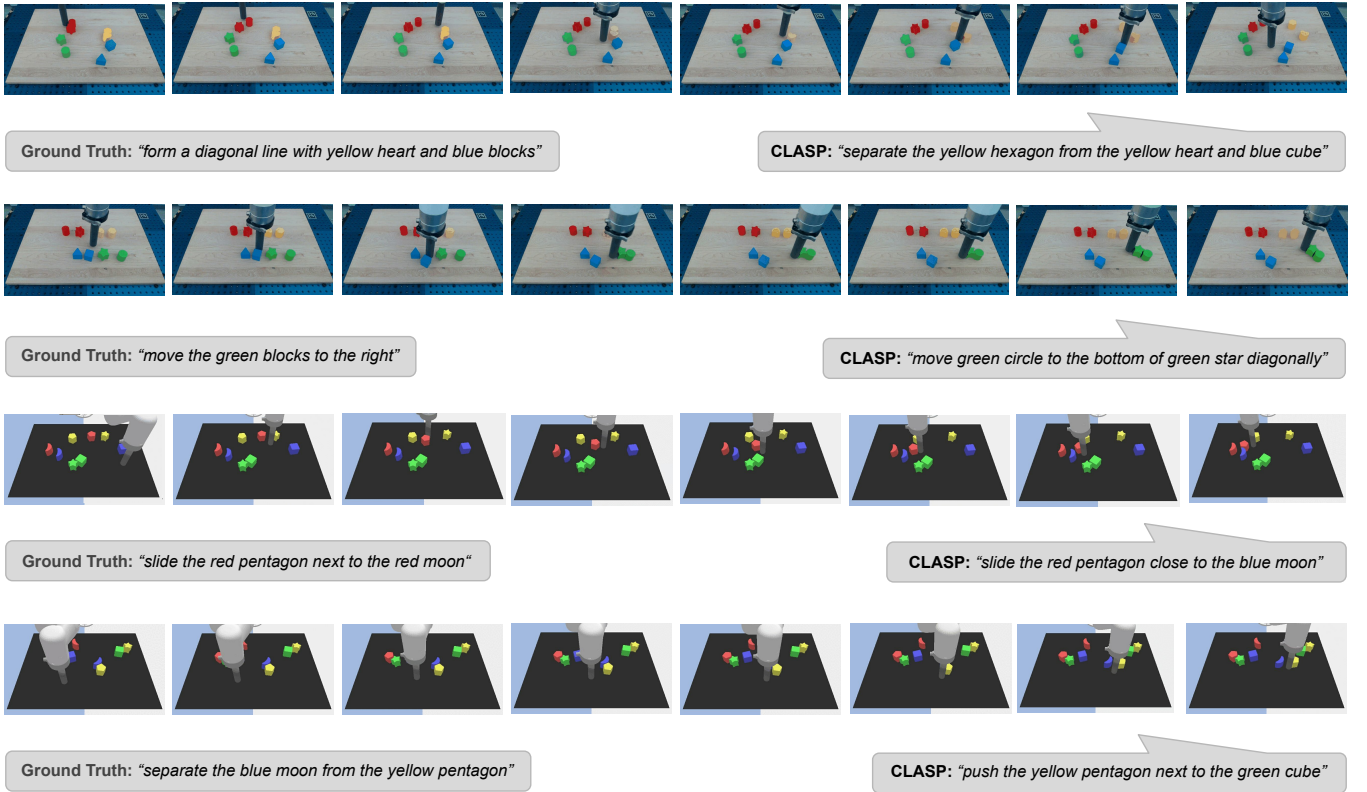 Ground Truth: “form a diagonal line with yellow heart and blue blocks”
CLASP: “separate the yellow hexagon from the yellow heart and blue cube”
Ground Truth: “move the green blocks to the right”
CLASP: “move green circle to the bottom of green star diagonally”
Ground Truth: “slide the red pentagon next to the red moon“
CLASP: “slide the red pentagon close to the blue moon”
Ground Truth: “separate the blue moon from the yellow pentagon”
CLASP: “push the yellow pentagon next to the green cube”